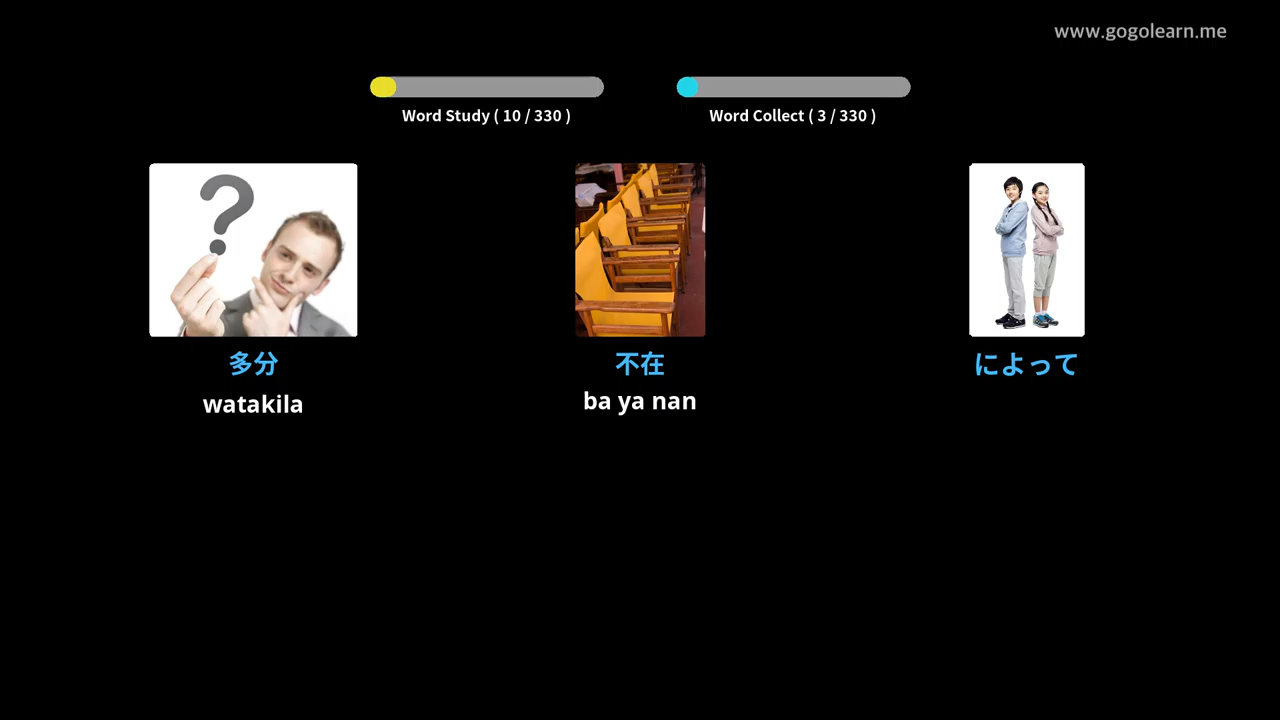 www.gogolearn.me
Word Study ( 10 / 330 )
Word Collect ( 3 / 330 )
多分
不在
によって
watakila
ba ya nan